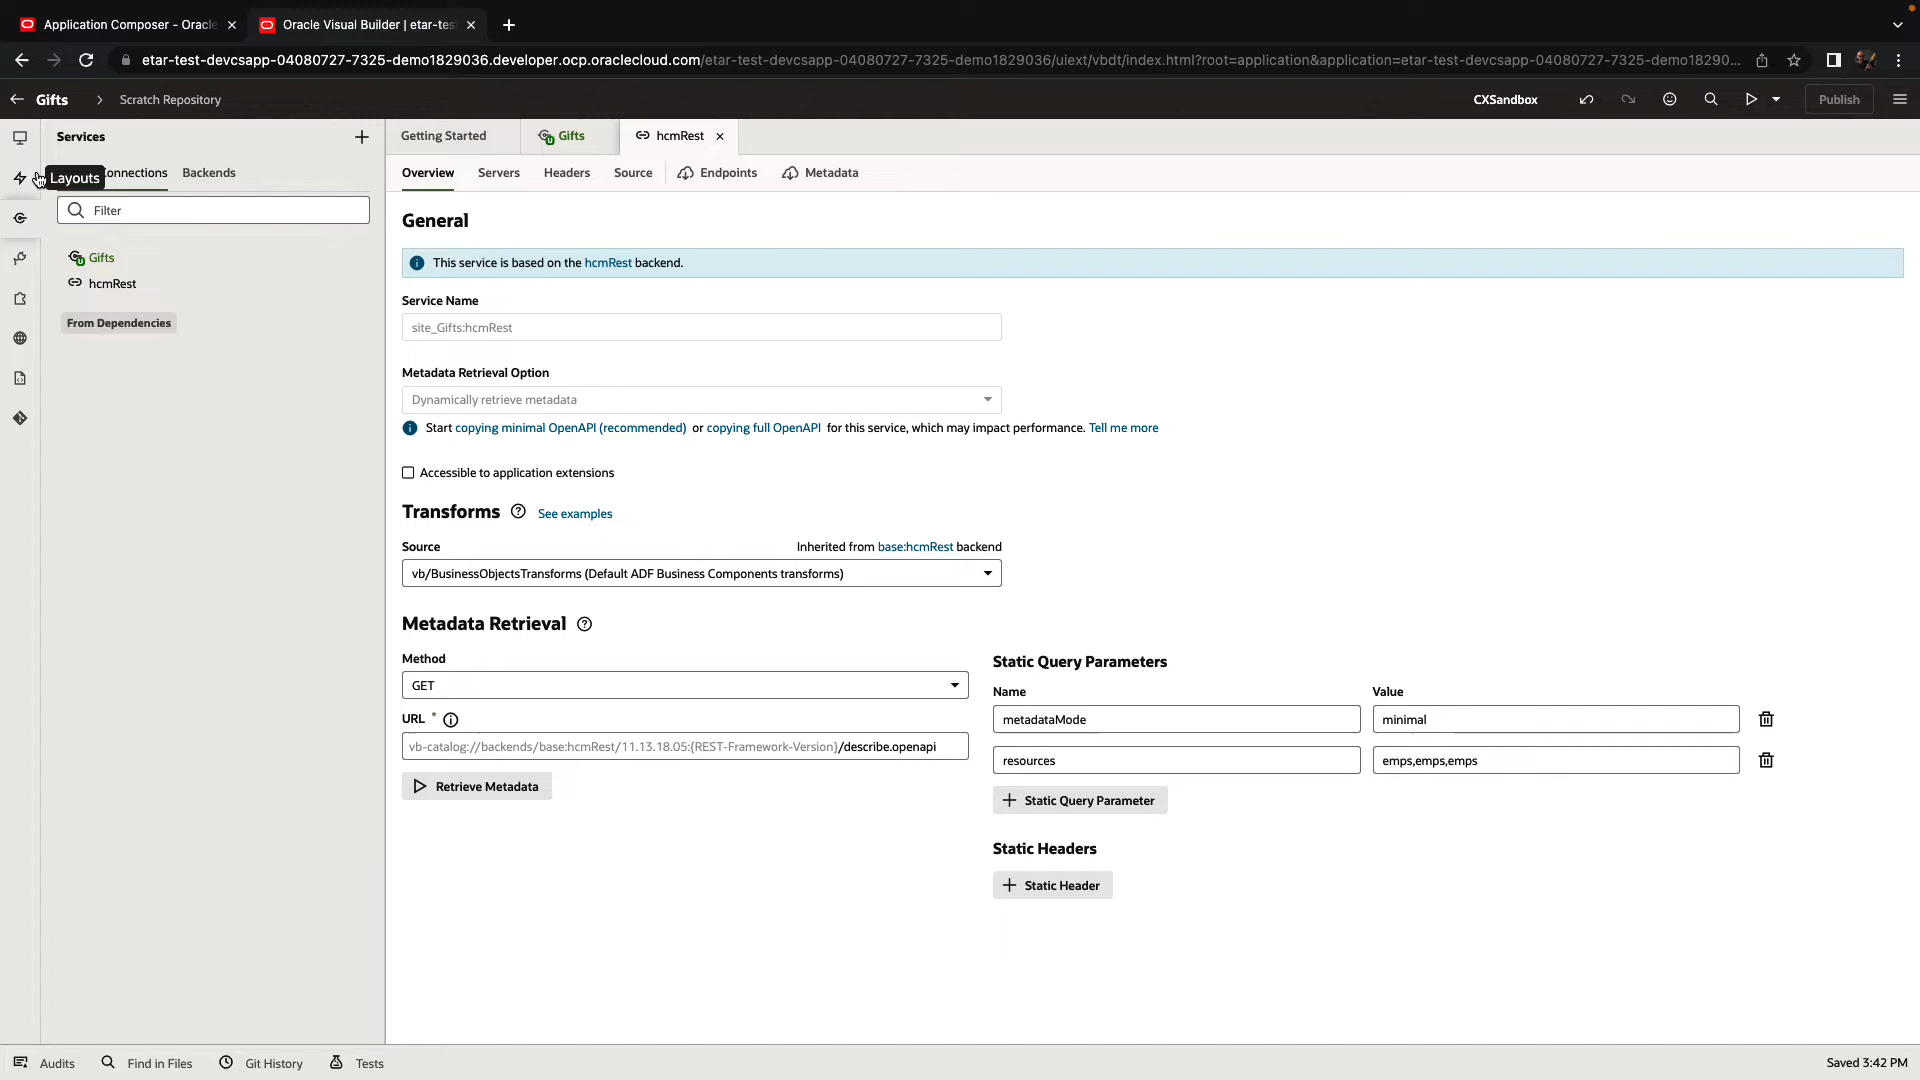 Application Composer - Oracle
Oracle Visual Builder | etar-tes
etar-test-devcsapp-04080727-7325-demo1829036.developer.ocp.oraclecloud.com/etar-test-devcsapp-04080727-7325-demo1829036/uiext/vbdt/index.html?root=application&application=etar-test-devcsapp-04080727-7325-demo18290...
Gifts > Scratch Repository
CXSandbox
Publish
Services
Getting Started
Gifts
hcmRest
Layouts
onnections
Backends
Overview
Servers
Headers
Source
Endpoints
Metadata
Filter
General
Gifts
This service is based on the hcmRest backend.
hcmRest
Service Name
From Dependencies
site_Gifts:hcmRest
Metadata Retrieval Option
Dynamically retrieve metadata
Start copying minimal OpenAPI (recommended) or copying full OpenAPI for this service, which may impact performance. Tell me more
Accessible to application extensions
Transforms See examples
Source
Inherited from base:hcmRest backend
vb/BusinessObjectsTransforms (Default ADF Business Components transforms)
Metadata Retrieval
Method
GET
URL *
vb-catalog://backends/base:hcmRest/11.13.18.05:{REST-Framework-Version}/describe.openapi
Retrieve Metadata
Static Query Parameters
Name
Value
metadataMode
minimal
resources
emps,emps,emps
Static Query Parameter
Static Headers
Static Header
Audits
Find in Files
Git History
Tests
Saved 3:42 PM